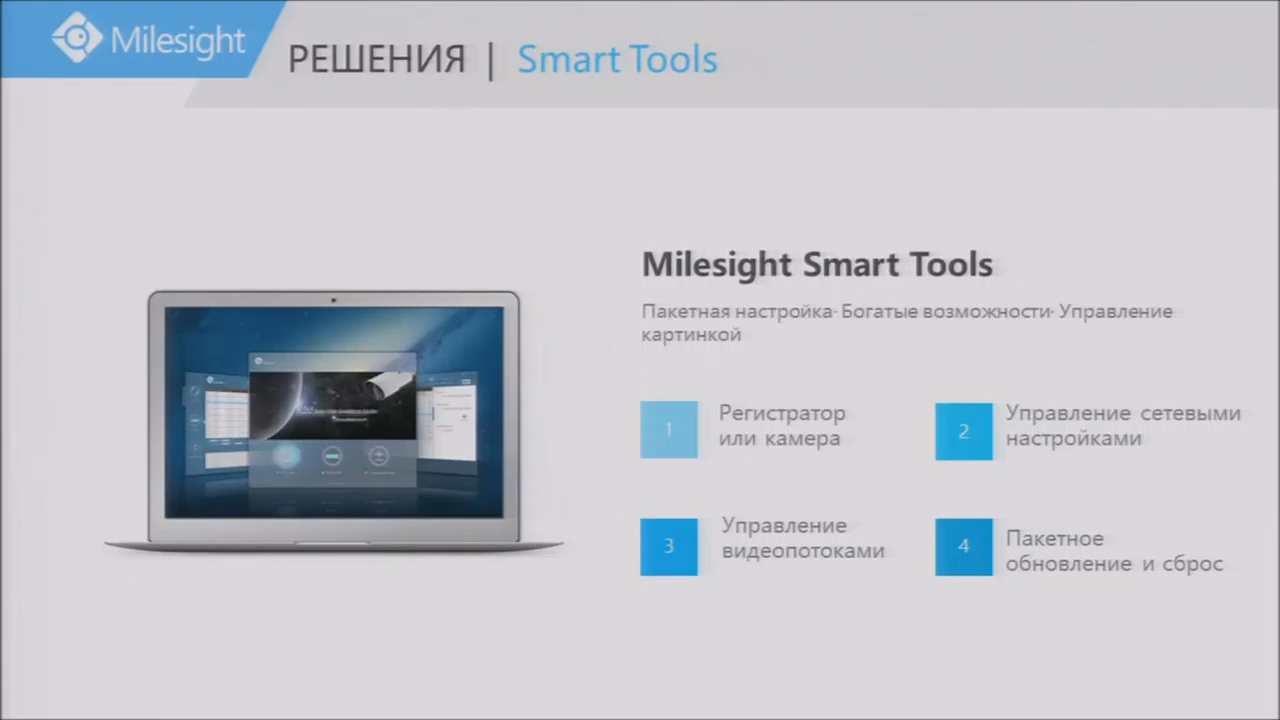 Milesight
РЕШЕНИЯ | Smart Tools
Milesight Smart Tools
Пакетная настройка· Богатые возможности· Управление
картинкой
1
Регистратор
или камера
2
Управление сетевыми
настройками
3
Управление
видеопотоками
4
Пакетное
обновление и сброс